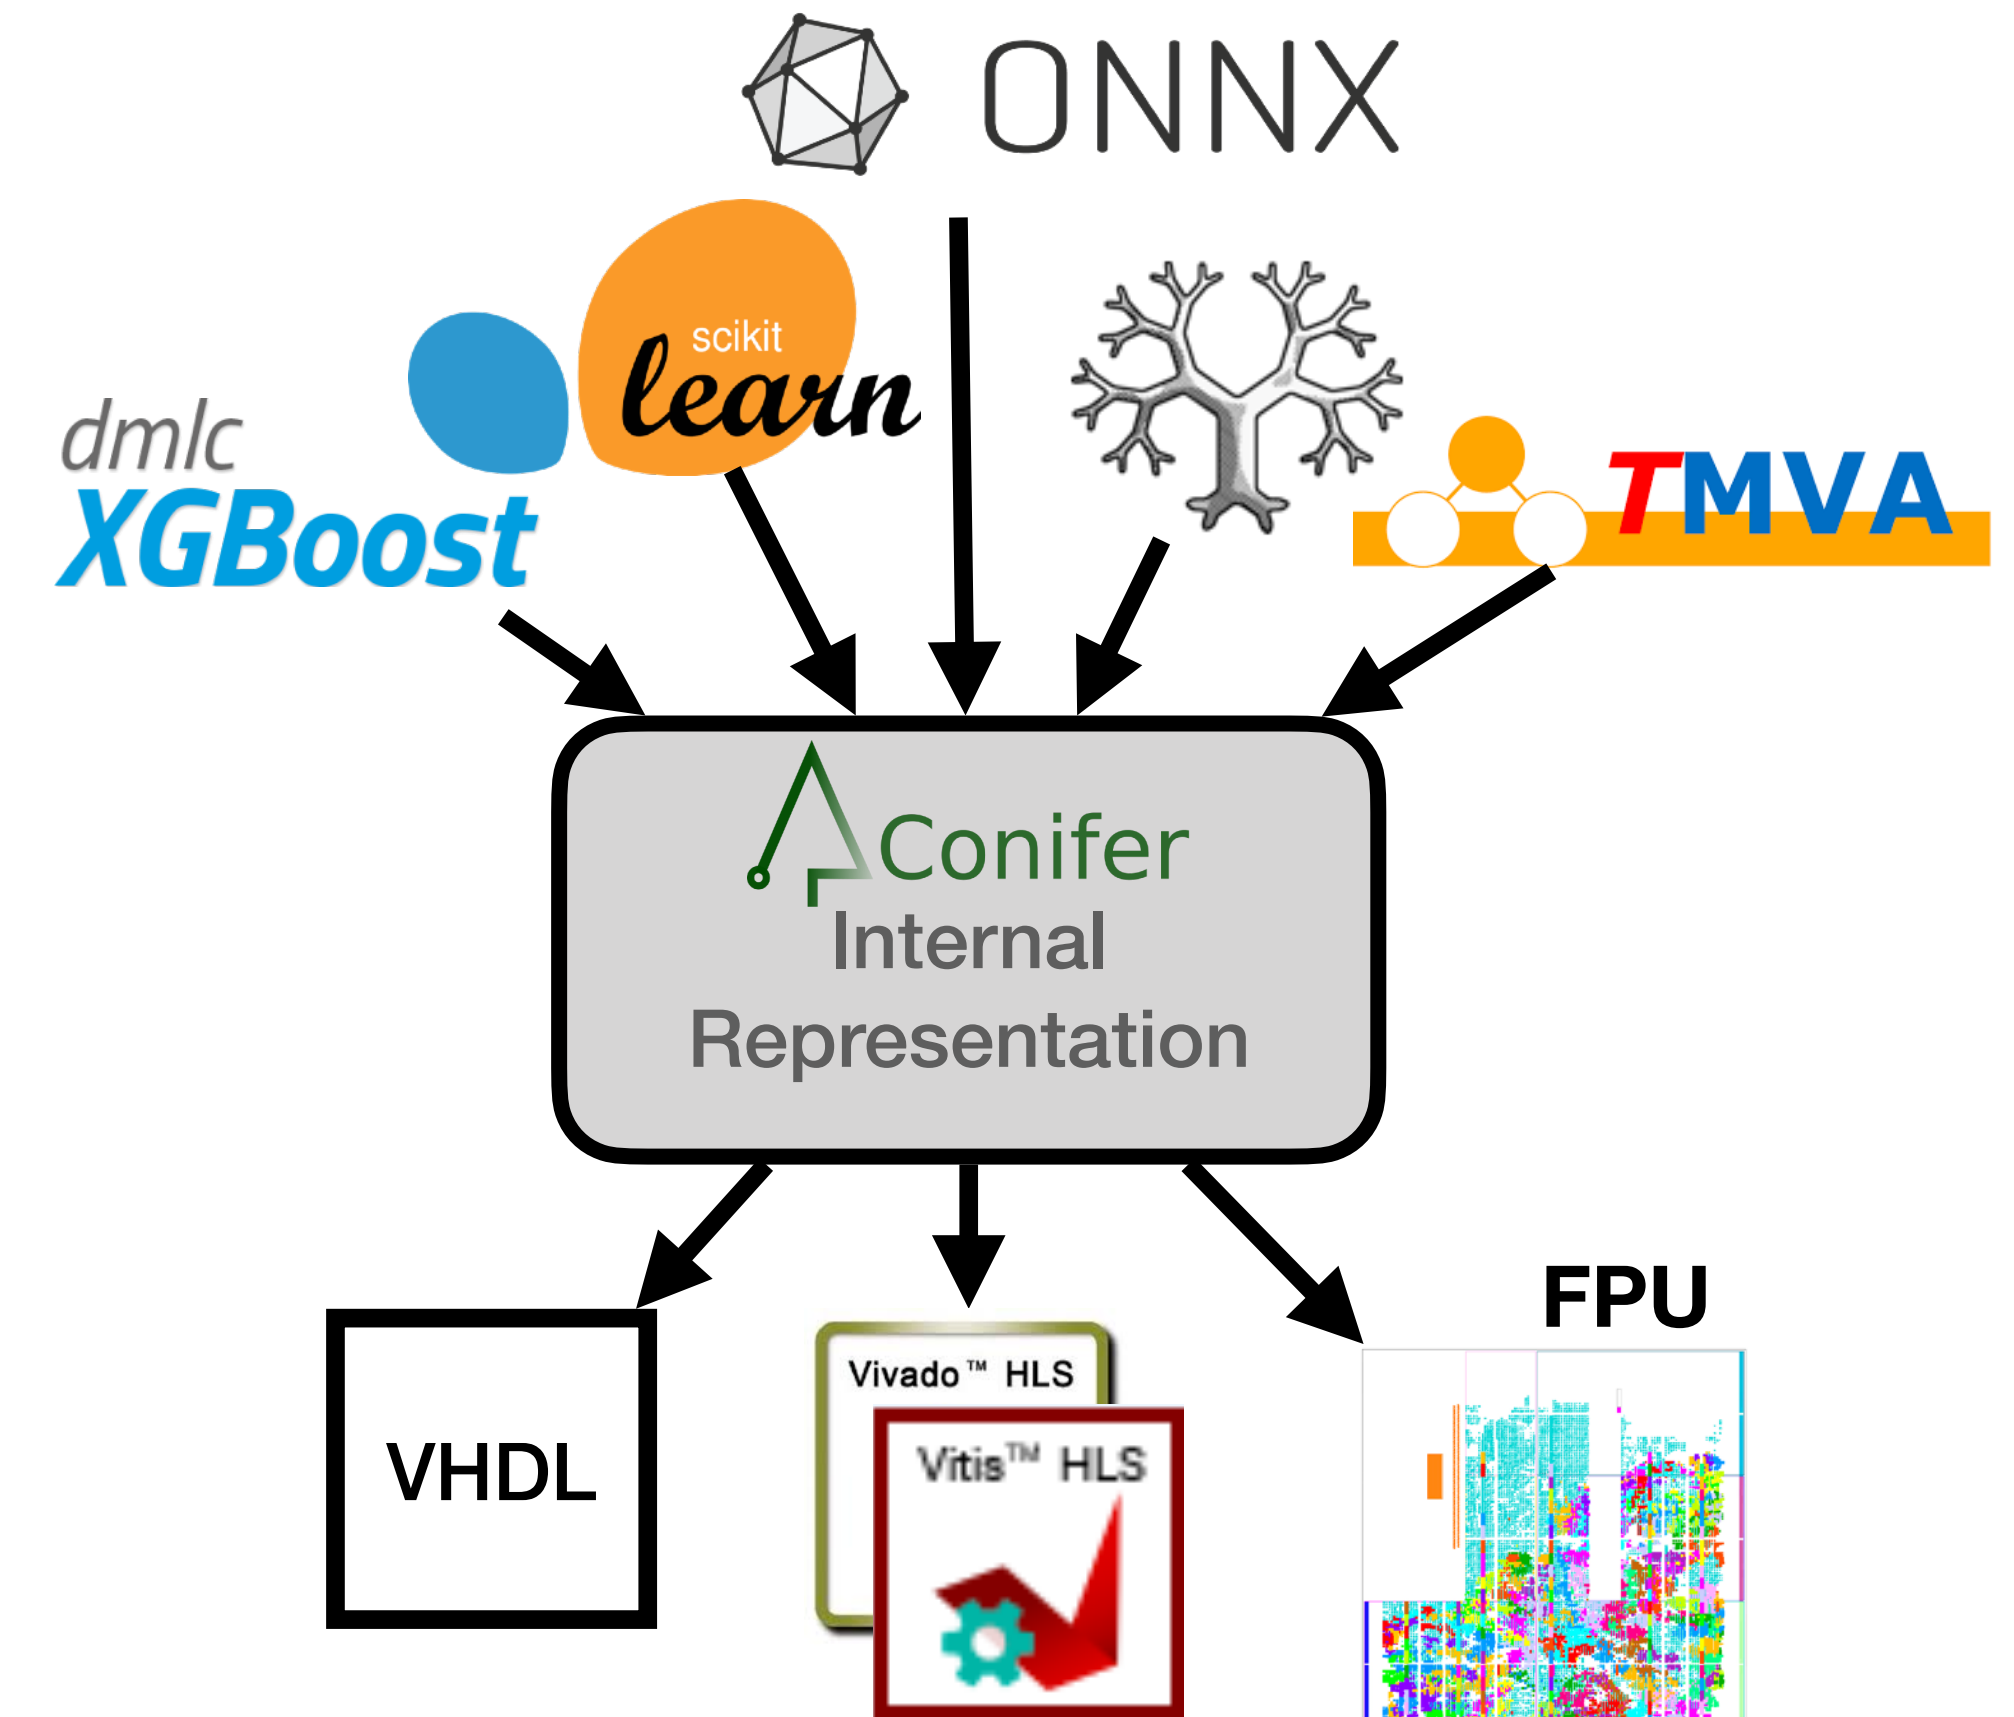 ONNX
scikit
learn
dmlc
XGBoost
TMVA
Conifer
Internal
Representation
FPU
VHDL
Vivado™ HLS
Vitis™ HLS